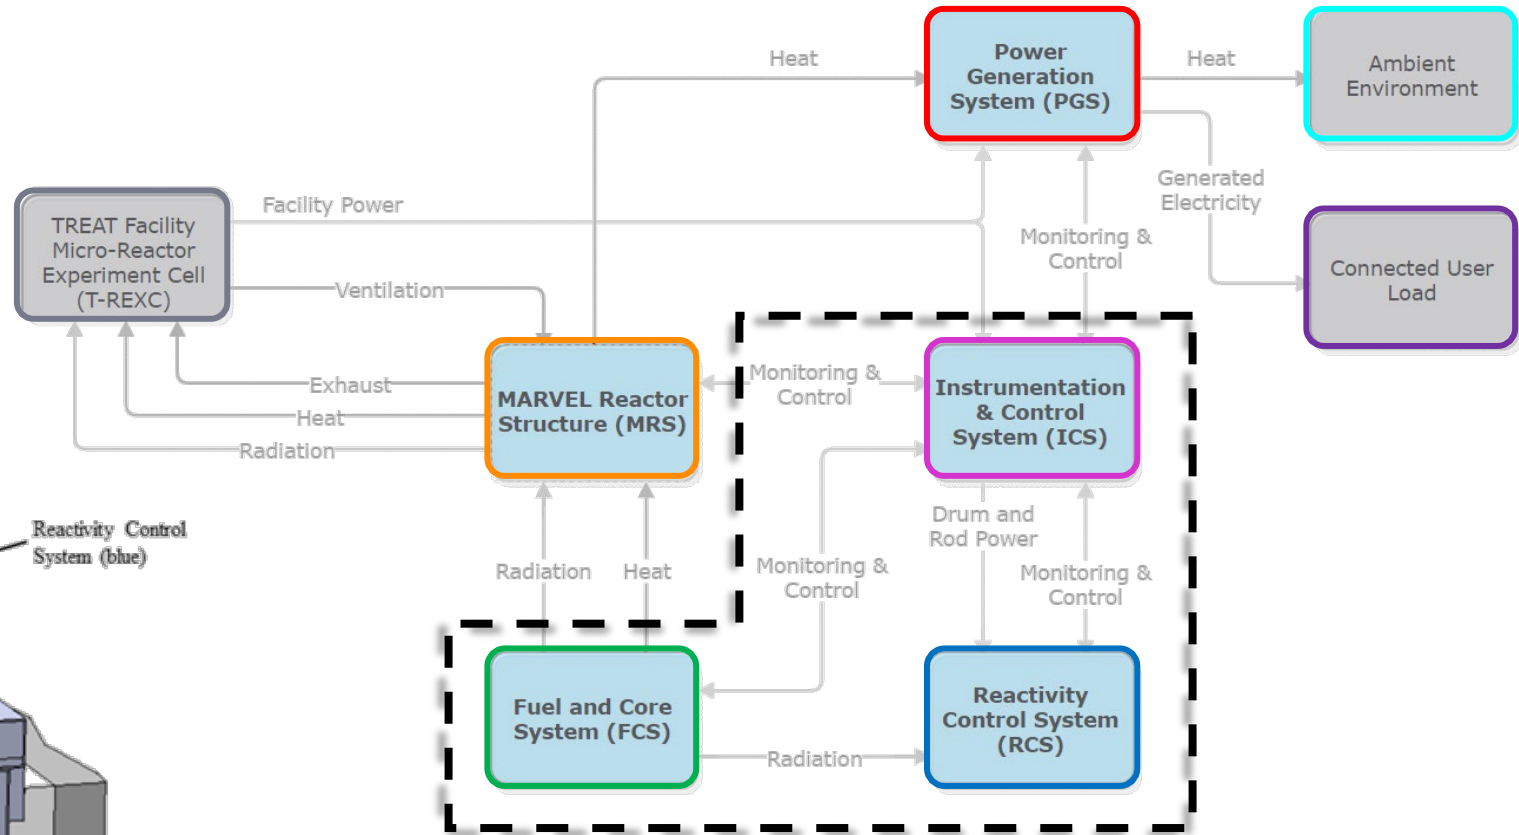 Heat
Power
Generation
System (PGS)
Heat
Ambient
Environment
Generated
Electricity
TREAT Facility
Micro-Reactor
Experiment Cell
(T-REXC)
Facility Power
Monitoring &
Control
Connected User
Load
Ventilation
Exhaust
Heat
Radiation
MARVEL Reactor
Structure (MRS)
Monitoring &
Control
Instrumentation
& Control
System (ICS)
Reactivity Control
System (blue)
Radiation
Heat
Monitoring &
Control
Drum and
Rod Power
Monitoring &
Control
Fuel and Core
System (FCS)
Radiation
Reactivity
Control System
(RCS)